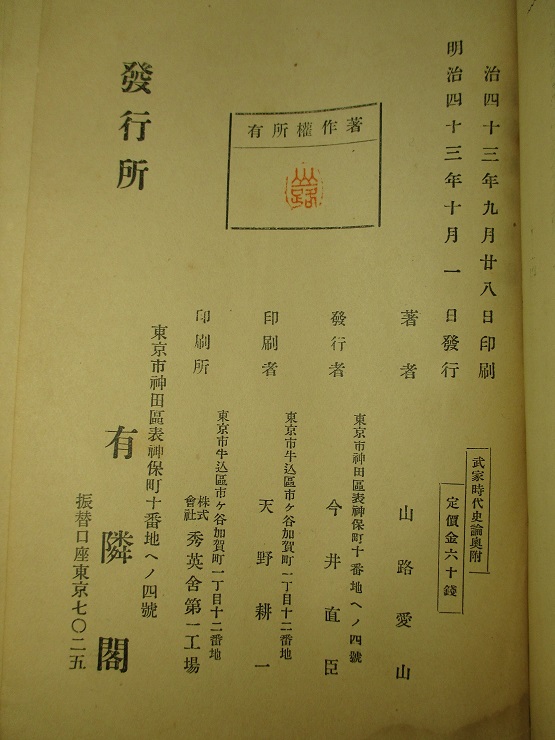 治四十三年九月廿八日印刷
明治四十三年十月一日發行
武家時代史論奧附
定價金六十錢
著作權所有
著者 山路愛山
東京市神田區表神保町十番地ヘノ四號
發行者 今井直臣
東京市牛込區市ケ谷加賀町一丁目十二番地
印刷者 天野耕一
東京市牛込區市ケ谷加賀町一丁目十二番地
印刷所 株式會社 秀英舍第一工場
東京市神田區表神保町十番地ヘノ四號
發行所 有隣閣
振替口座東京七〇二五